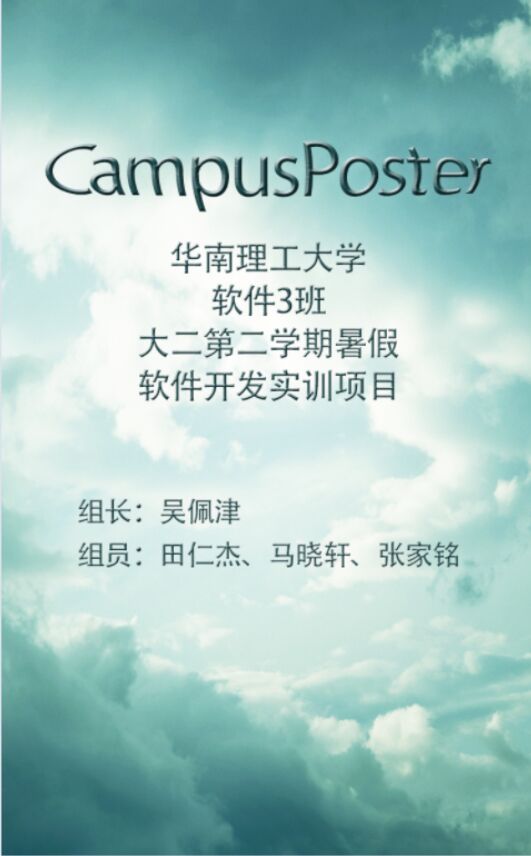 CampusPoster
华南理工大学
软件3班
大二第二学期暑假
软件开发实训项目
组长：吴佩津
组员：田仁杰、马晓轩、张家铭